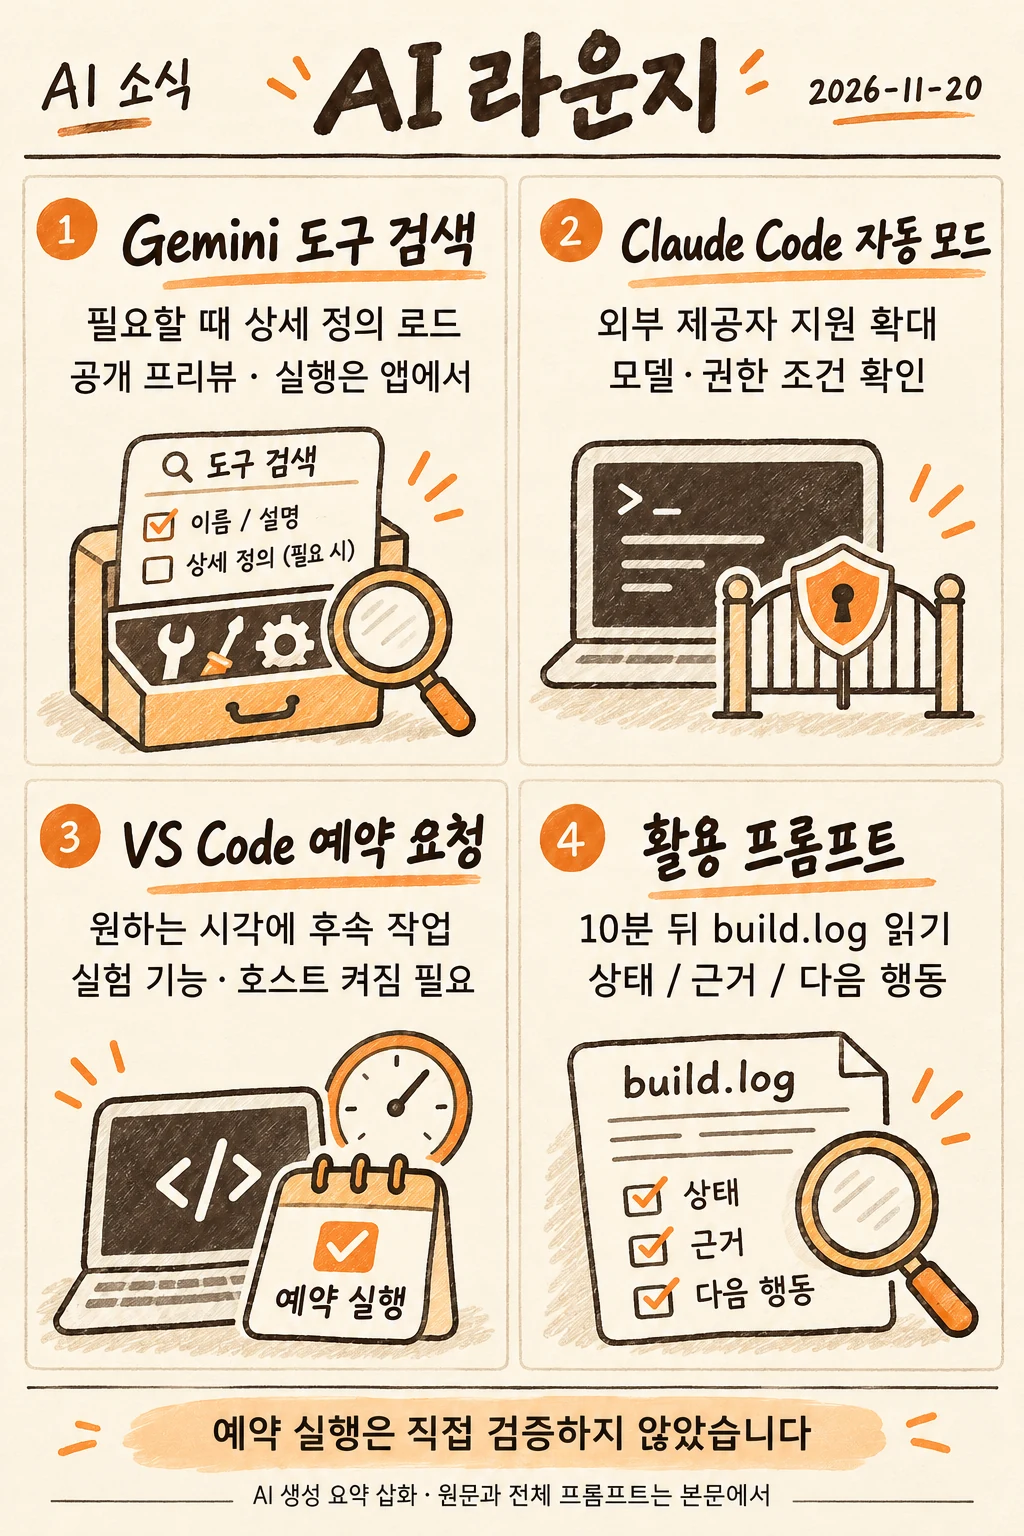 AI 소식
AI 라운지
2026-11-20
1
Gemini 도구 검색
필요할 때 상세 정의 로드
공개 프리뷰 · 실행은 앱에서
도구 검색
이름 / 설명
상세 정의 (필요 시)
2
Claude Code 자동 모드
외부 제공자 지원 확대
모델 · 권한 조건 확인
>_
3
VS Code 예약 요청
원하는 시각에 후속 작업
실험 기능 · 호스트 켜짐 필요
</>
예약 실행
4
활용 프롬프트
10분 뒤 build.log 읽기
상태 / 근거 / 다음 행동
build.log
상태
근거
다음 행동
예약 실행은 직접 검증하지 않았습니다
AI 생성 요약 삽화 · 원문과 전체 프롬프트는 본문에서